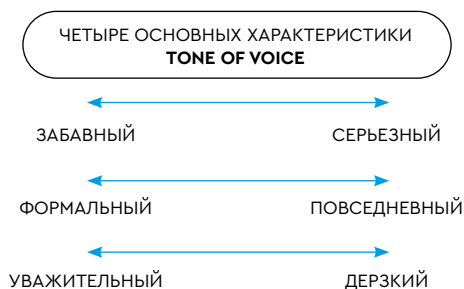 ЧЕТЫРЕ ОСНОВНЫХ ХАРАКТЕРИСТИКИ
TONE OF VOICE
ЗАБАВНЫЙ СЕРЬЕЗНЫЙ
ФОРМАЛЬНЫЙ ПОВСЕДНЕВНЫЙ
УВАЖИТЕЛЬНЫЙ ДЕРЗКИЙ